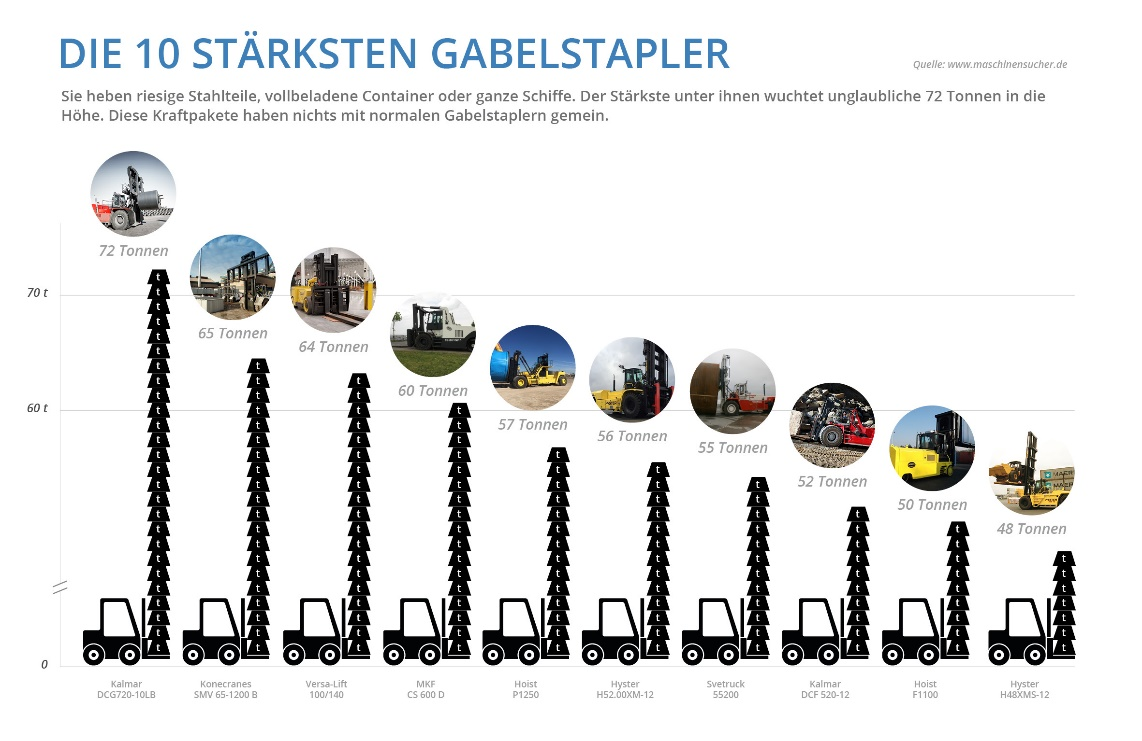 DIE 10 STÄRKSTEN GABELSTAPLER
Quelle: www.maschinensucher.de
Sie heben riesige Stahlteile, vollbeladene Container oder ganze Schiffe. Der Stärkste unter ihnen wuchtet unglaubliche 72 Tonnen in die
Höhe. Diese Kraftpakete haben nichts mit normalen Gabelstaplern gemein.
72 Tonnen
65 Tonnen
64 Tonnen
60 Tonnen
57 Tonnen
56 Tonnen
55 Tonnen
52 Tonnen
50 Tonnen
48 Tonnen
70 t
60 t
0
Kalmar
DCG720-10LB
Konecranes
SMV 65-1200 B
Versa-Lift
100/140
MKF
CS 600 D
Hoist
P1250
Hyster
H52.00XM-12
Svetruck
55200
Kalmar
DCF 520-12
Hoist
F1100
Hyster
H48XMS-12